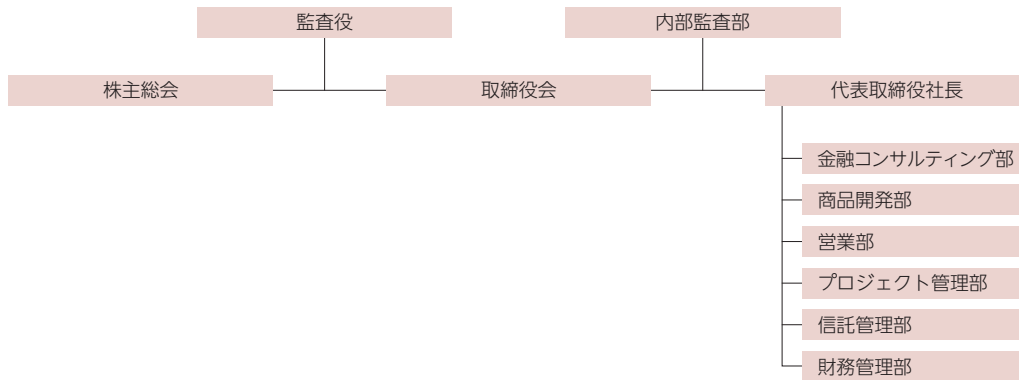 監査役
内部監査部
株主総会
取締役会
代表取締役社長
金融コンサルティング部
商品開発部
営業部
プロジェクト管理部
信託管理部
財務管理部